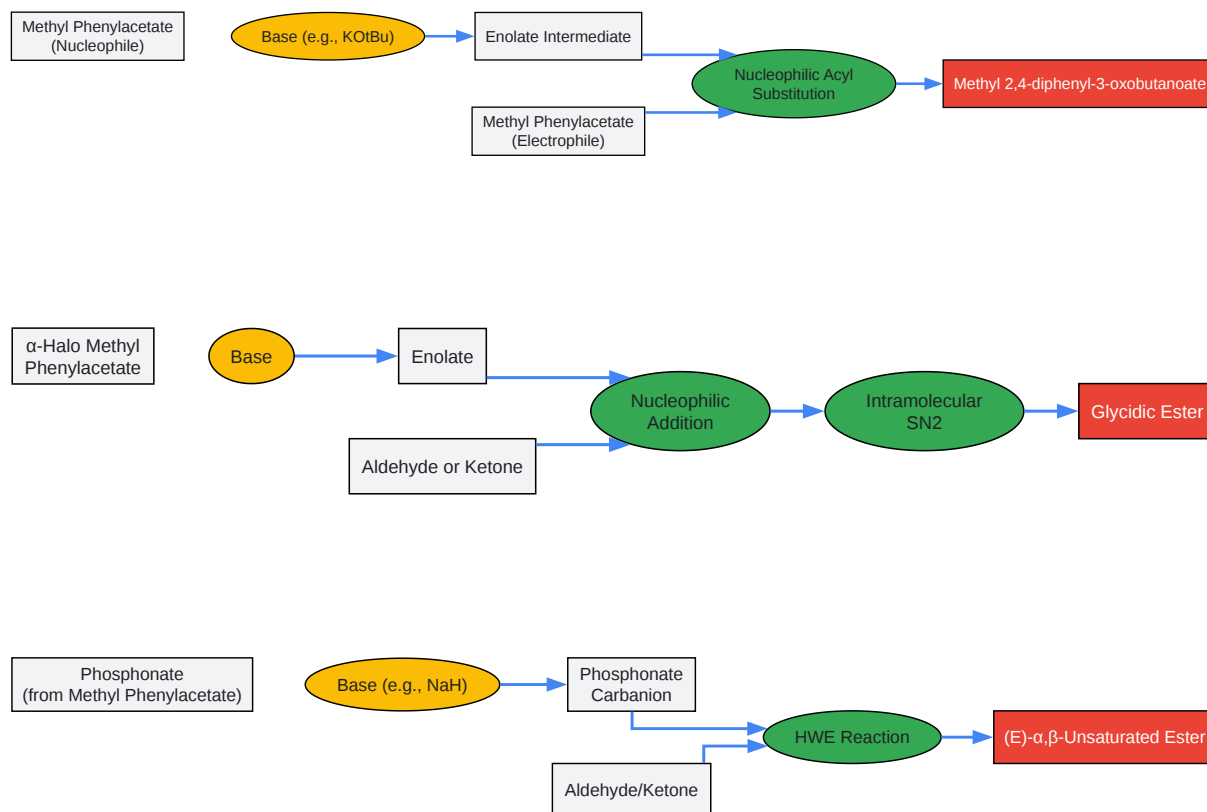 Methyl Phenylacetate
(Nucleophile)
Base (e.g., KOtBu)
Enolate Intermediate
Nucleophilic Acyl
Substitution
Methyl 2,4-diphenyl-3-oxobutanoate
Methyl Phenylacetate
(Electrophile)
α-Halo Methyl
Phenylacetate
Base
Enolate
Nucleophilic
Addition
Intramolecular
SN2
Glycidic Ester
Aldehyde or Ketone
Phosphonate
(from Methyl Phenylacetate)
Base (e.g., NaH)
Phosphonate
Carbanion
HWE Reaction
(E)-α,β-Unsaturated Ester
Aldehyde/Ketone